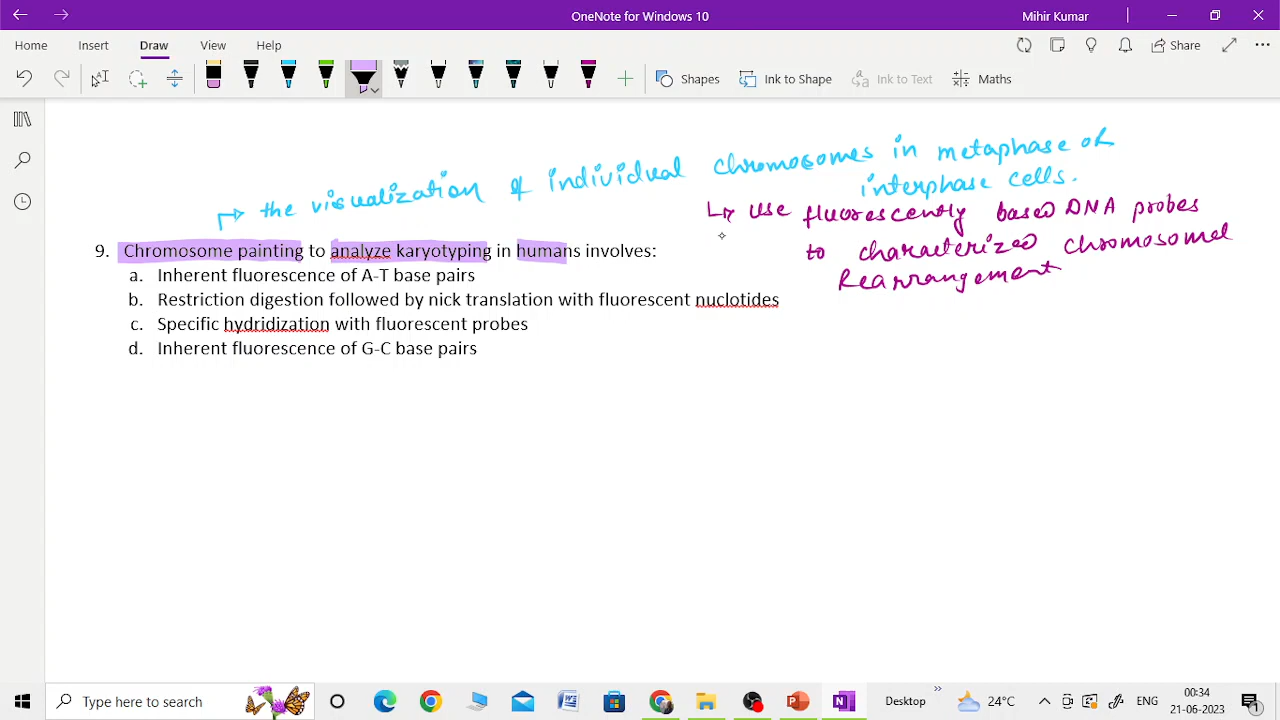 OneNote for Windows 10
Mihir Kumar
Home Insert Draw View Help
Share
Shapes Ink to Shape Ink to Text Maths
the visualization of individual chromosomes in metaphase or
interphase cells.
use fluorescently based DNA probes
to characterized chromosomel
Rearrangement
9. Chromosome painting to analyze karyotyping in humans involves:
a. Inherent fluorescence of A-T base pairs
b. Restriction digestion followed by nick translation with fluorescent nuclotides
c. Specific hydridization with fluorescent probes
d. Inherent fluorescence of G-C base pairs
Type here to search
Desktop
24°C
ENG
00:34
21-06-2023
1